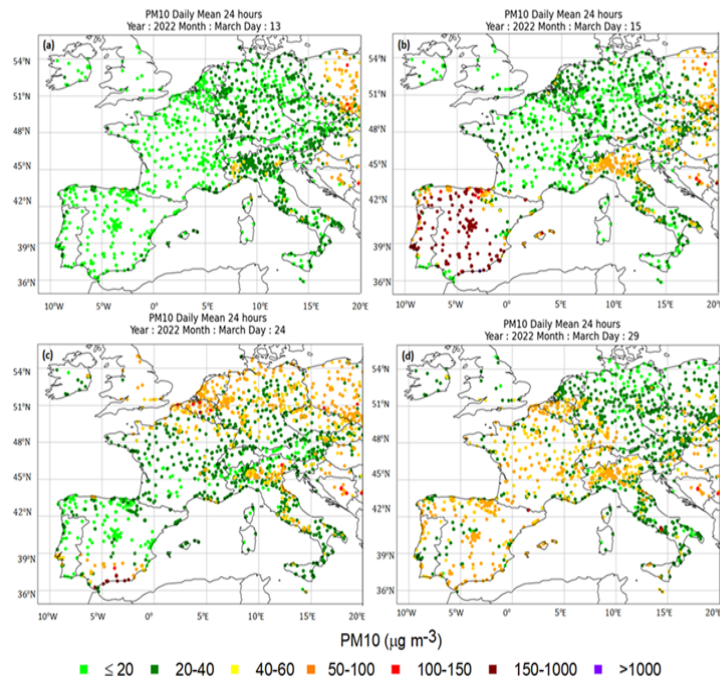 PM10 Daily Mean 24 hours
Year : 2022 Month : March Day : 13
(a)
54°N
51°N
48°N
45°N
42°N
39°N
36°N
10°W 5°W 0° 5°E 10°E 15°E 20°E
PM10 Daily Mean 24 hours
Year : 2022 Month : March Day : 15
(b)
54°N
51°N
48°N
45°N
42°N
39°N
36°N
10°W 5°W 0° 5°E 10°E 15°E 20°E
PM10 Daily Mean 24 hours
Year : 2022 Month : March Day : 24
(c)
54°N
51°N
48°N
45°N
42°N
39°N
36°N
10°W 5°W 0° 5°E 10°E 15°E 20°E
PM10 Daily Mean 24 hours
Year : 2022 Month : March Day : 29
(d)
54°N
51°N
48°N
45°N
42°N
39°N
36°N
10°W 5°W 0° 5°E 10°E 15°E 20°E
PM10 (µg m⁻³)
≤ 20 20-40 40-60 50-100 100-150 150-1000 >1000